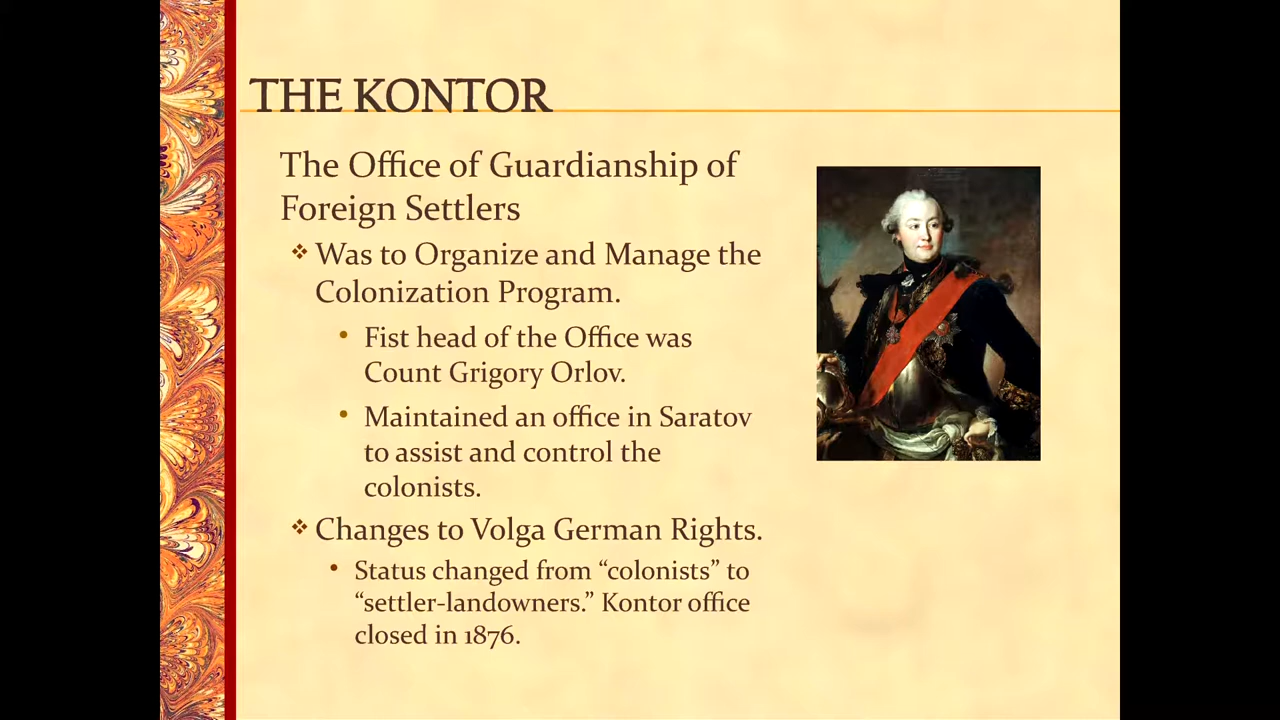 THE KONTOR
The Office of Guardianship of
Foreign Settlers
❖ Was to Organize and Manage the
Colonization Program.
• Fist head of the Office was
Count Grigory Orlov.
• Maintained an office in Saratov
to assist and control the
colonists.
❖ Changes to Volga German Rights.
• Status changed from “colonists” to
“settler-landowners.” Kontor office
closed in 1876.